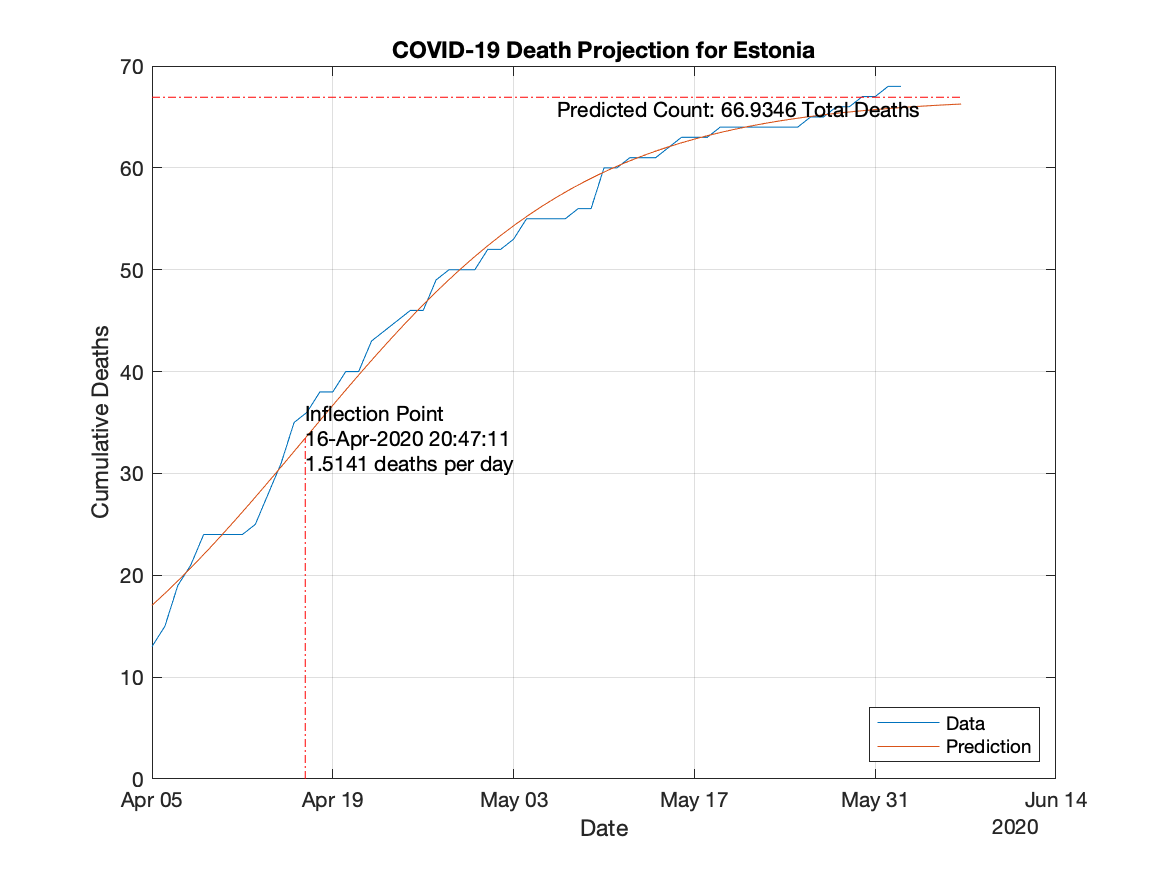 COVID-19 Death Projection for Estonia
70
60
50
40
30
20
10
0
Cumulative Deaths
Predicted Count: 66.9346 Total Deaths
Inflection Point
16-Apr-2020 20:47:11
1.5141 deaths per day
Data
Prediction
Apr 05
Apr 19
May 03
May 17
May 31
Jun 14
Date
2020